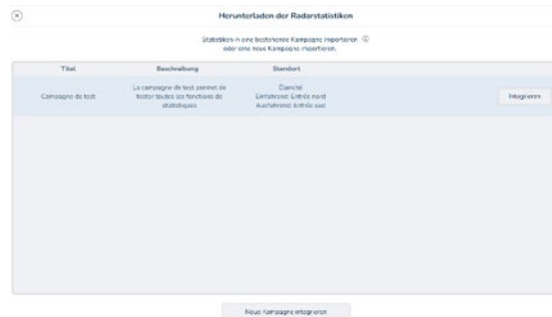 Herunterladen der Radarstatistiken
Statistiken in eine bestehende Kampagne importieren
oder eine neue Kampagne importieren.
Titel Beschreibung Standort
Campagne de test La campagne de test permet de Élancité
tester toutes les fonctions de Einfahrend: Entrée nord
statistiques Ausfahrend: Entrée sud
Integrieren
Neue Kampagne integrieren